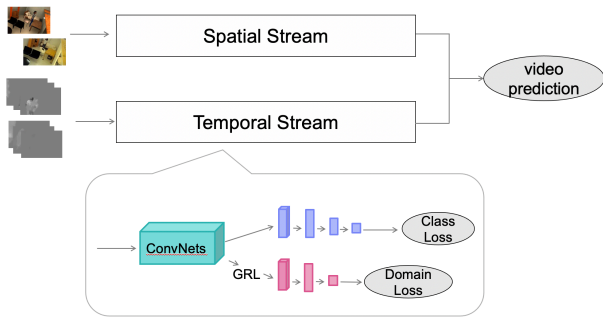 Spatial Stream
video
prediction
Temporal Stream
ConvNets
Class
Loss
GRL
Domain
Loss